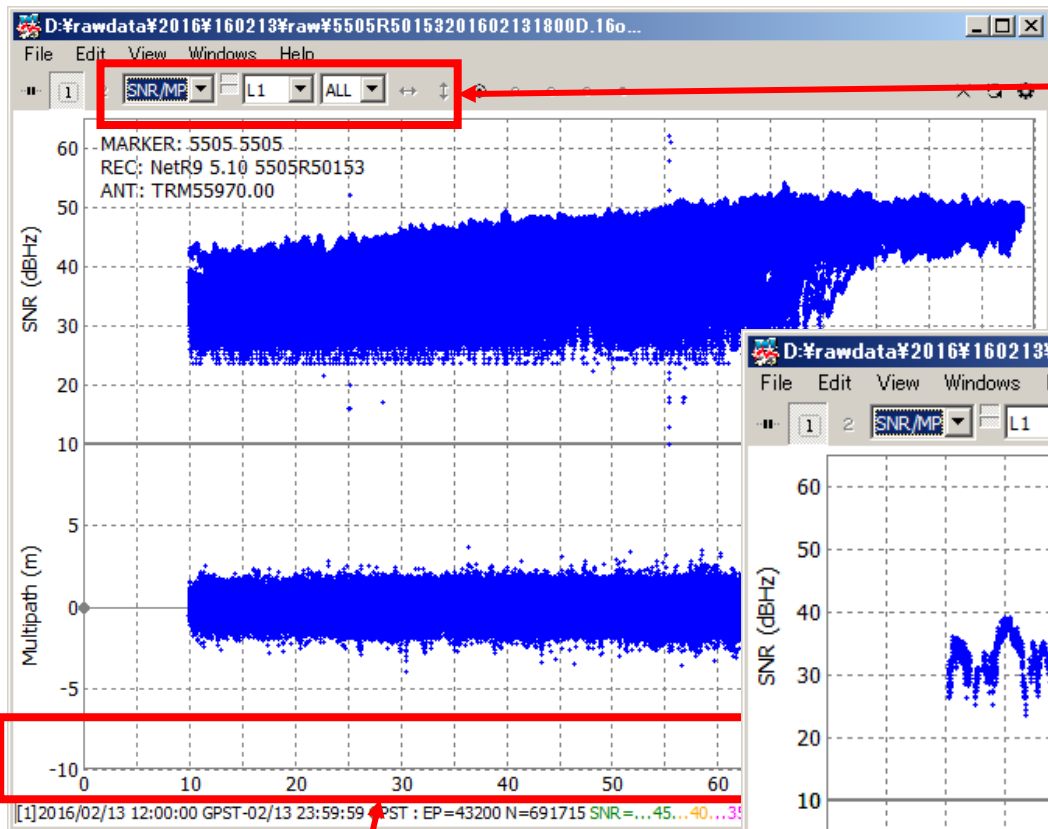 D:¥rawdata¥2016¥160213¥raw¥5505R50153201602131800D.16o...
File Edit View Windows Help
1 2 SNR/MP L1 ALL
MARKER: 5505 5505
REC: NetR9 5.10 5505R50153
ANT: TRM55970.00
SNR (dBHz)
60
50
40
30
20
10
Multipath (m)
5
0
-5
-10
0 10 20 30 40 50 60
[1]2016/02/13 12:00:00 GPST-02/13 23:59:59 GPST : EP=43200 N=691715 SNR=...45...40...35
D:¥rawdata¥2016¥160213¥
File Edit View Windows
1 2 SNR/MP L1
SNR (dBHz)
60
50
40
30
20
10